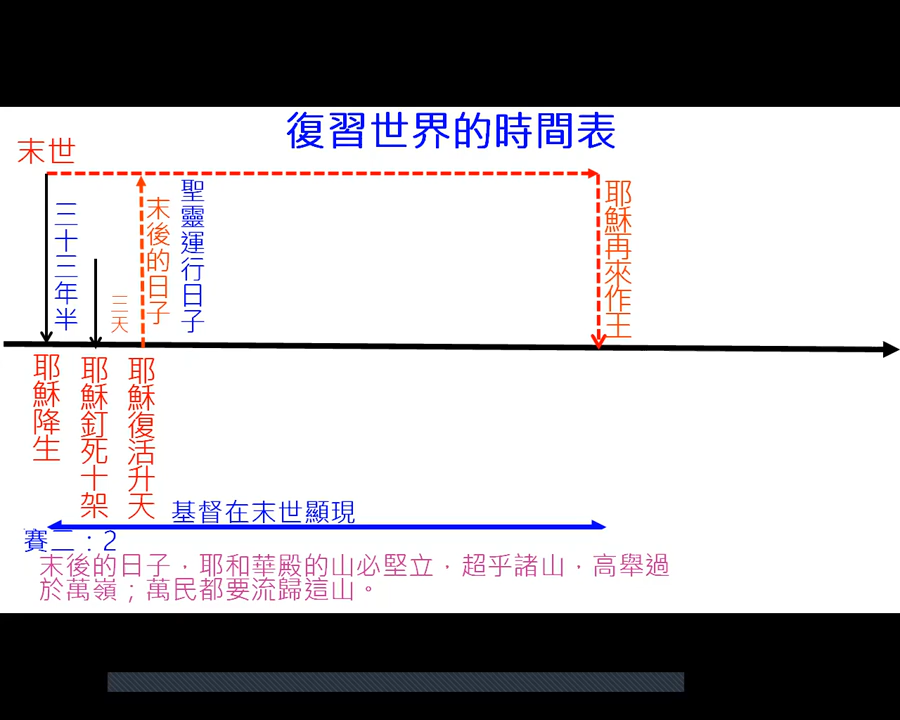 復習世界的時間表
末世
三十三年半
三天
末後的日子
聖靈運行日子
耶穌再來作王
耶穌降生
耶穌釘死十架
耶穌復活升天
基督在末世顯現
賽二：2
末後的日子，耶和華殿的山必堅立，超乎諸山，高舉過
於萬嶺；萬民都要流歸這山。